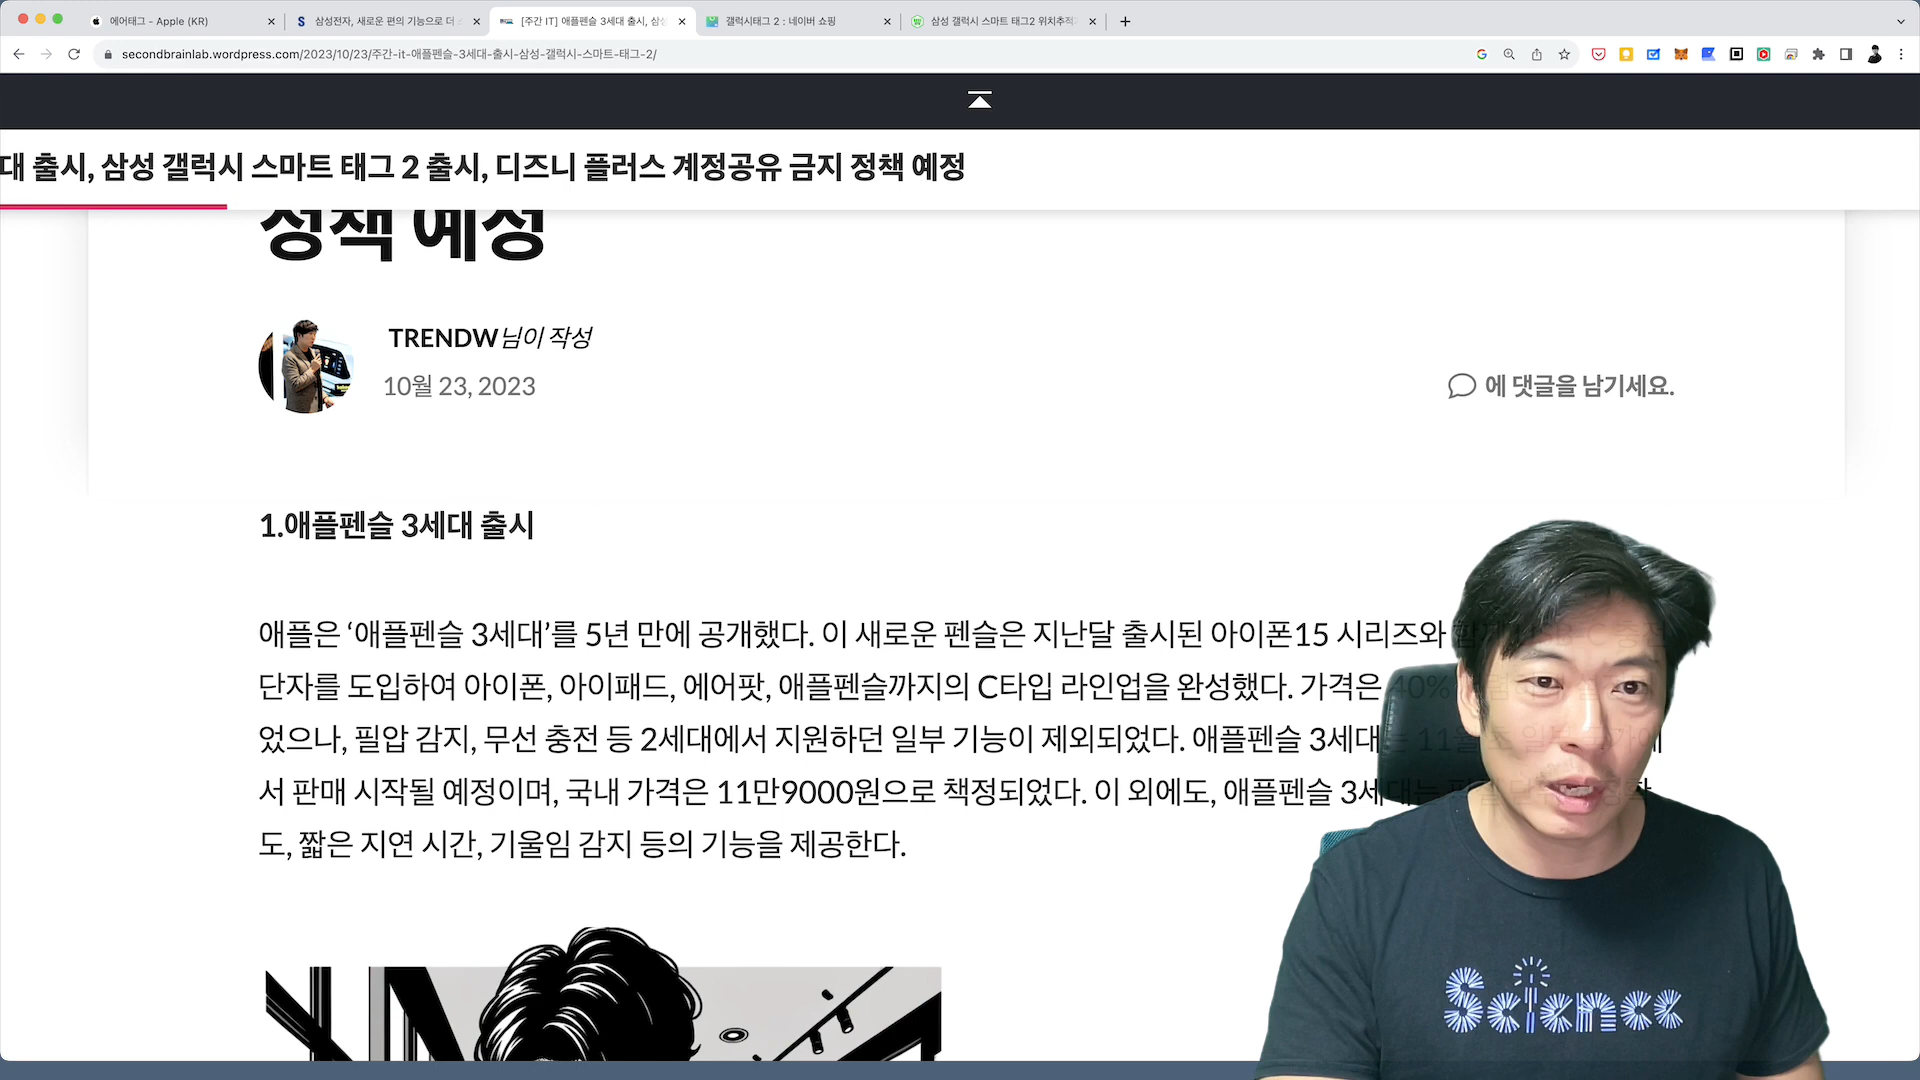 에어태그 - Apple (KR)
삼성전자, 새로운 편의 기능으로 더
[주간 IT] 애플펜슬 3세대 출시, 삼성
갤럭시태그 2 : 네이버 쇼핑
삼성 갤럭시 스마트 태그2 위치추적
secondbrainlab.wordpress.com/2023/10/23/주간-it-애플펜슬-3세대-출시-삼성-갤럭시-스마트-태그-2/
대 출시, 삼성 갤럭시 스마트 태그 2 출시, 디즈니 플러스 계정공유 금지 정책 예정
정책 예정
TRENDW님이 작성
10월 23, 2023
에 댓글을 남기세요.
1.애플펜슬 3세대 출시
애플은 ‘애플펜슬 3세대’를 5년 만에 공개했다. 이 새로운 펜슬은 지난달 출시된 아이폰15 시리즈와
단자를 도입하여 아이폰, 아이패드, 에어팟, 애플펜슬까지의 C타입 라인업을 완성했다. 가격은 40%
었으나, 필압 감지, 무선 충전 등 2세대에서 지원하던 일부 기능이 제외되었다. 애플펜슬 3세대는 11월
서 판매 시작될 예정이며, 국내 가격은 11만9000원으로 책정되었다. 이 외에도, 애플펜슬 3세대는
도, 짧은 지연 시간, 기울임 감지 등의 기능을 제공한다.
Science